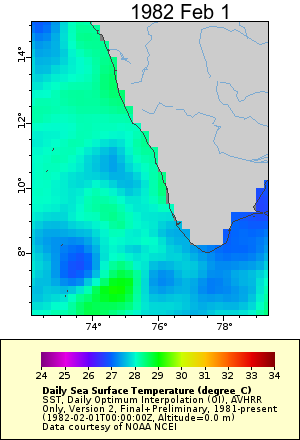 1982 Feb 1
14°
12°
10°
8°
74°
76°
78°
24 25 26 27 28 29 30 31 32 33 34
Daily Sea Surface Temperature (degree_C)
SST, Daily Optimum Interpolation (OI), AVHRR
Only, Version 2, Final+Preliminary, 1981-present
(1982-02-01T00:00:00Z, Altitude=0.0 m)
Data courtesy of NOAA NCEI